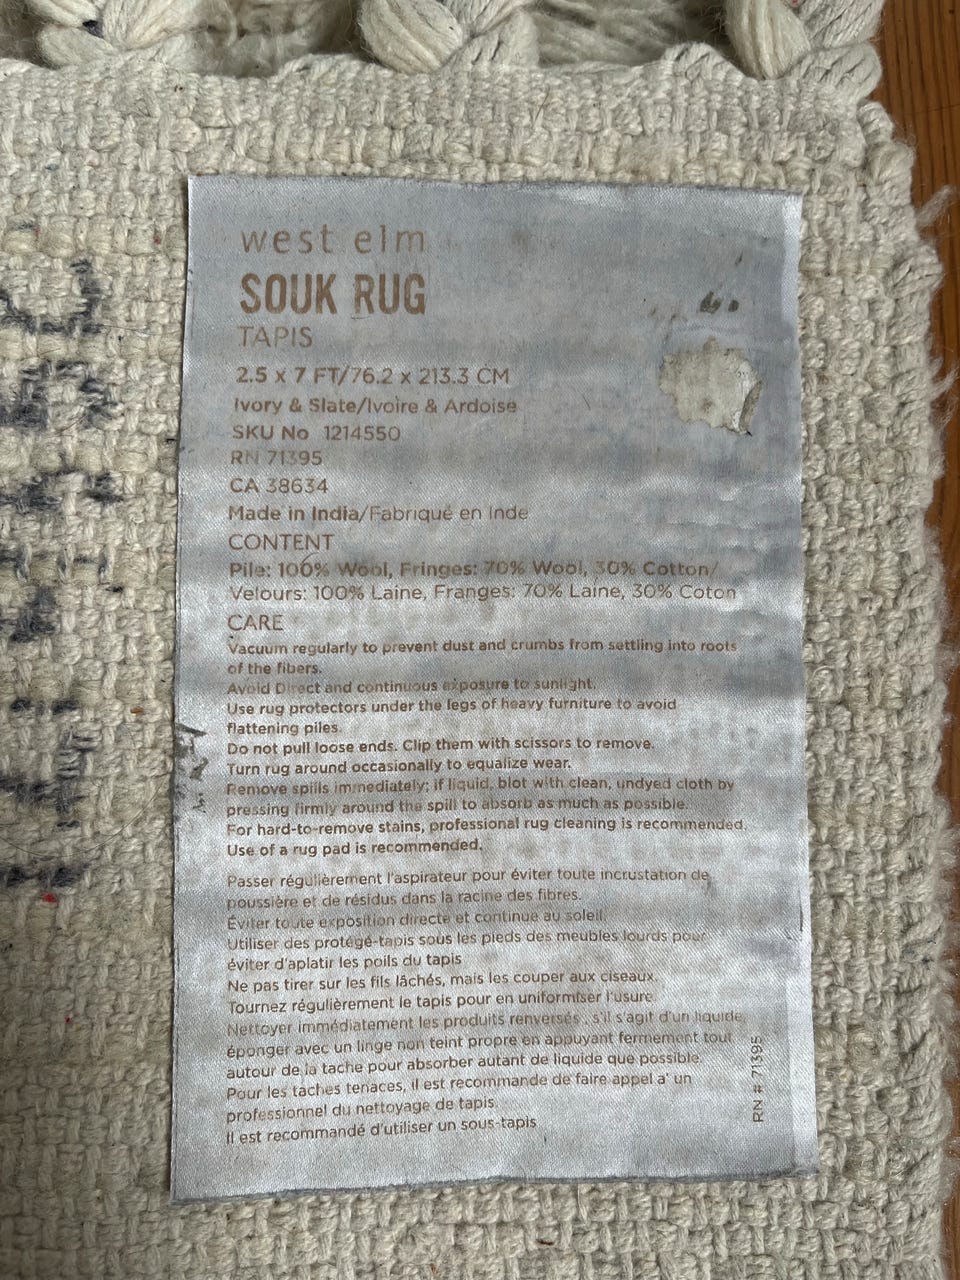 west elm
SOUK RUG
TAPIS
2.5 x 7 FT/76.2 x 213.3 CM
Ivory & Slate/Ivoire & Ardoise
SKU No 1214550
RN 71395
CA 38634
Made in India/Fabriqué en Inde
CONTENT
Pile: 100% Wool, Fringes: 70% Wool, 30% Cotton/
Velours: 100% Laine, Franges: 70% Laine, 30% Coton
CARE
Vacuum regularly to prevent dust and crumbs from settling into roots
of the fibers.
Avoid Direct and continuous exposure to sunlight.
Use rug protectors under the legs of heavy furniture to avoid
flattening piles.
Do not pull loose ends. Clip them with scissors to remove.
Turn rug around occasionally to equalize wear.
Remove spills immediately; if liquid, blot with clean, undyed cloth by
pressing firmly around the spill to absorb as much as possible.
For hard-to-remove stains, professional rug cleaning is recommended.
Use of a rug pad is recommended.
Passer régulièrement l'aspirateur pour éviter toute incrustation de
poussière et de résidus dans la racine des fibres.
Éviter toute exposition directe et continue au soleil.
Utiliser des protégé-tapis sous les pieds des meubles lourds pour
éviter d'aplatir les poils du tapis
Ne pas tirer sur les fils lâchés, mais les couper aux ciseaux.
Tournez régulièrement le tapis pour en uniformiser l'usure.
Nettoyer immédiatement les produits renversés ; s'il s'agit d'un liquide,
éponger avec un linge non teint propre en appuyant fermement tout
autour de la tache pour absorber autant de liquide que possible.
Pour les taches tenaces, il est recommande de faire appel a' un
professionnel du nettoyage de tapis.
Il est recommandé d'utiliser un sous-tapis
RN # 71395